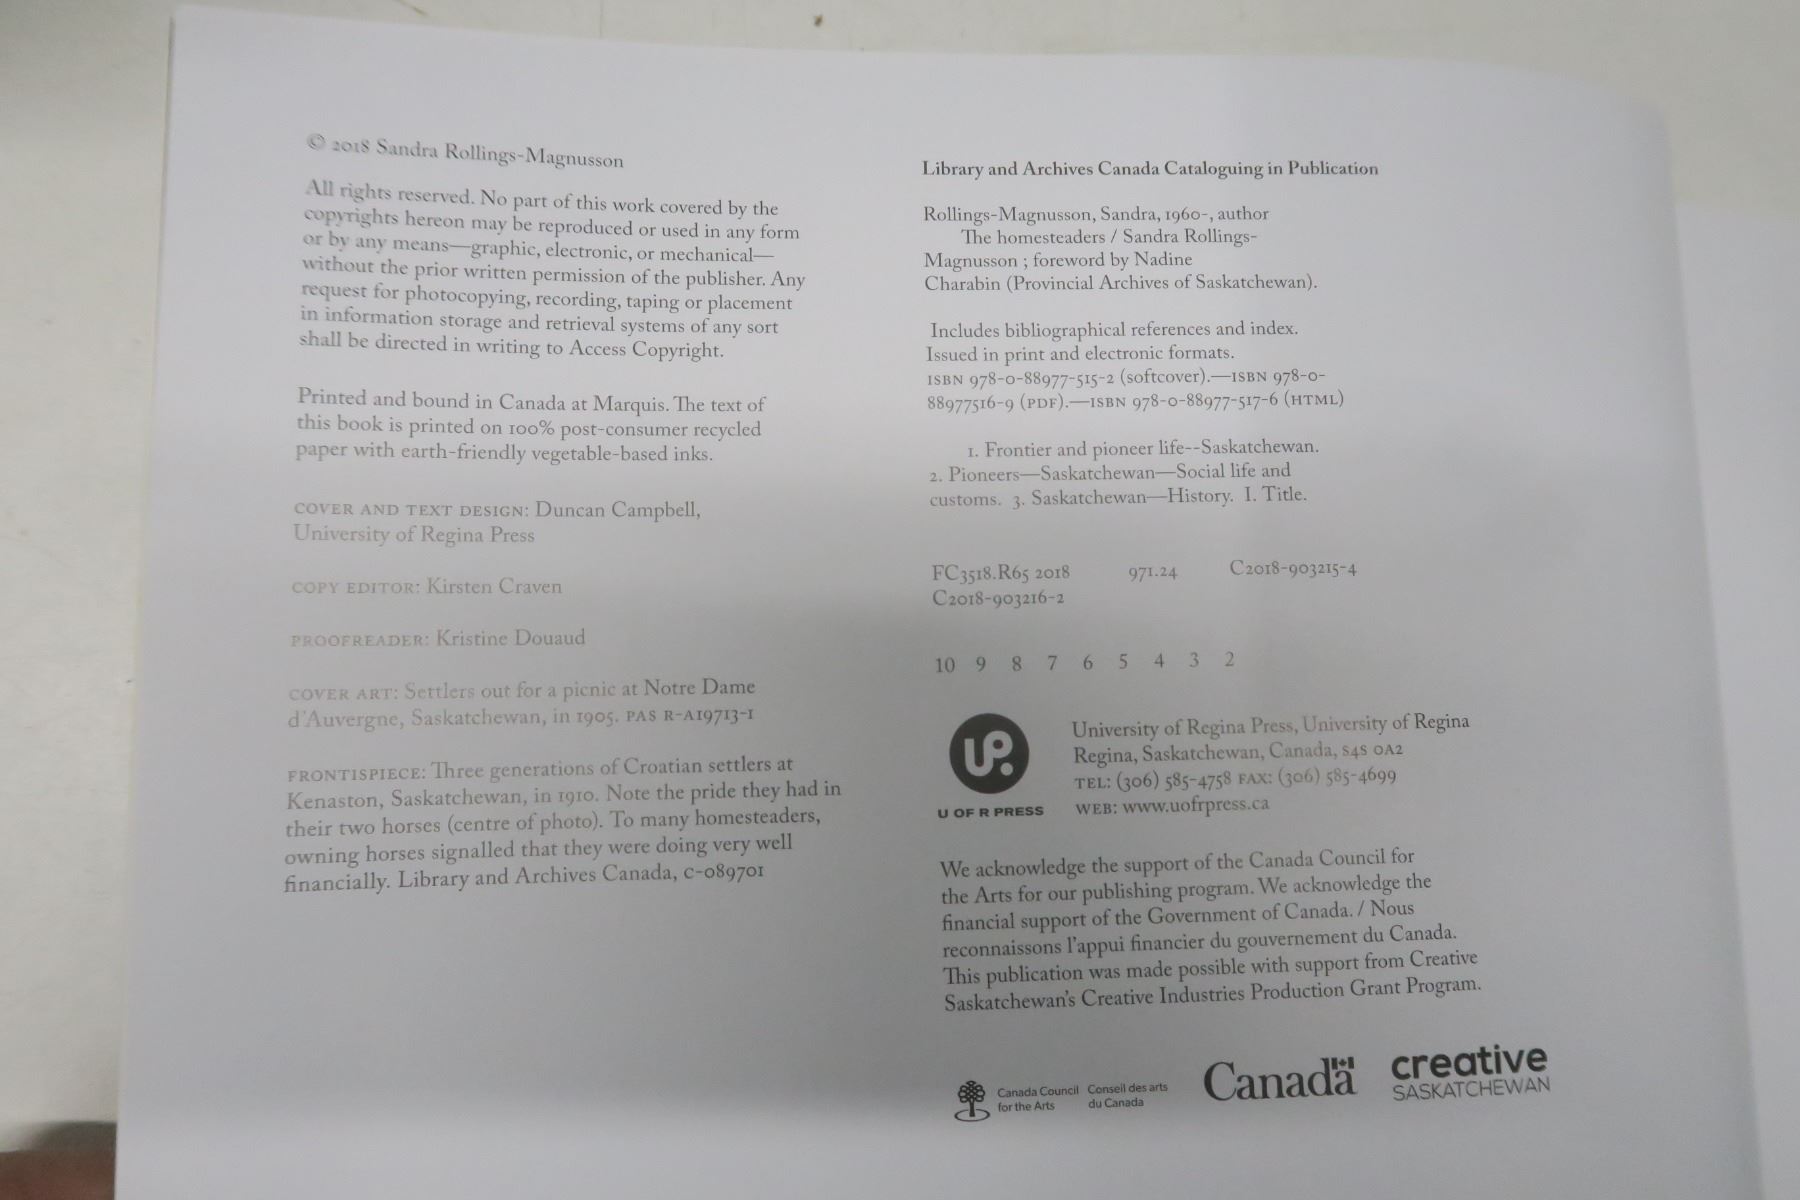 © 2018 Sandra Rollings-Magnusson
All rights reserved. No part of this work covered by the
copyrights hereon may be reproduced or used in any form
or by any means—graphic, electronic, or mechanical—
without the prior written permission of the publisher. Any
request for photocopying, recording, taping or placement
in information storage and retrieval systems of any sort
shall be directed in writing to Access Copyright.
Printed and bound in Canada at Marquis. The text of
this book is printed on 100% post-consumer recycled
paper with earth-friendly vegetable-based inks.
COVER AND TEXT DESIGN: Duncan Campbell,
University of Regina Press
COPY EDITOR: Kirsten Craven
PROOFREADER: Kristine Douaud
COVER ART: Settlers out for a picnic at Notre Dame
d'Auvergne, Saskatchewan, in 1905. PAS R-A19713-1
FRONTISPIECE: Three generations of Croatian settlers at
Kenaston, Saskatchewan, in 1910. Note the pride they had in
their two horses (centre of photo). To many homesteaders,
owning horses signalled that they were doing very well
financially. Library and Archives Canada, C-089701
Library and Archives Canada Cataloguing in Publication
Rollings-Magnusson, Sandra, 1960-, author
The homesteaders / Sandra Rollings-
Magnusson ; foreword by Nadine
Charabin (Provincial Archives of Saskatchewan).
Includes bibliographical references and index.
Issued in print and electronic formats.
ISBN 978-0-88977-515-2 (softcover).—ISBN 978-0-
88977516-9 (PDF).—ISBN 978-0-88977-517-6 (HTML)
1. Frontier and pioneer life--Saskatchewan.
2. Pioneers—Saskatchewan—Social life and
customs. 3. Saskatchewan—History. I. Title.
FC3518.R65 2018 971.24 C2018-903215-4
C2018-903216-2
10 9 8 7 6 5 4 3 2
UP.
U OF R PRESS
University of Regina Press, University of Regina
Regina, Saskatchewan, Canada, S4S 0A2
TEL: (306) 585-4758 FAX: (306) 585-4699
WEB: www.uofrpress.ca
We acknowledge the support of the Canada Council for
the Arts for our publishing program. We acknowledge the
financial support of the Government of Canada. / Nous
reconnaissons l'appui financier du gouvernement du Canada.
This publication was made possible with support from Creative
Saskatchewan's Creative Industries Production Grant Program.
Canada Council Conseil des arts
for the Arts du Canada
Canada
creative
SASKATCHEWAN